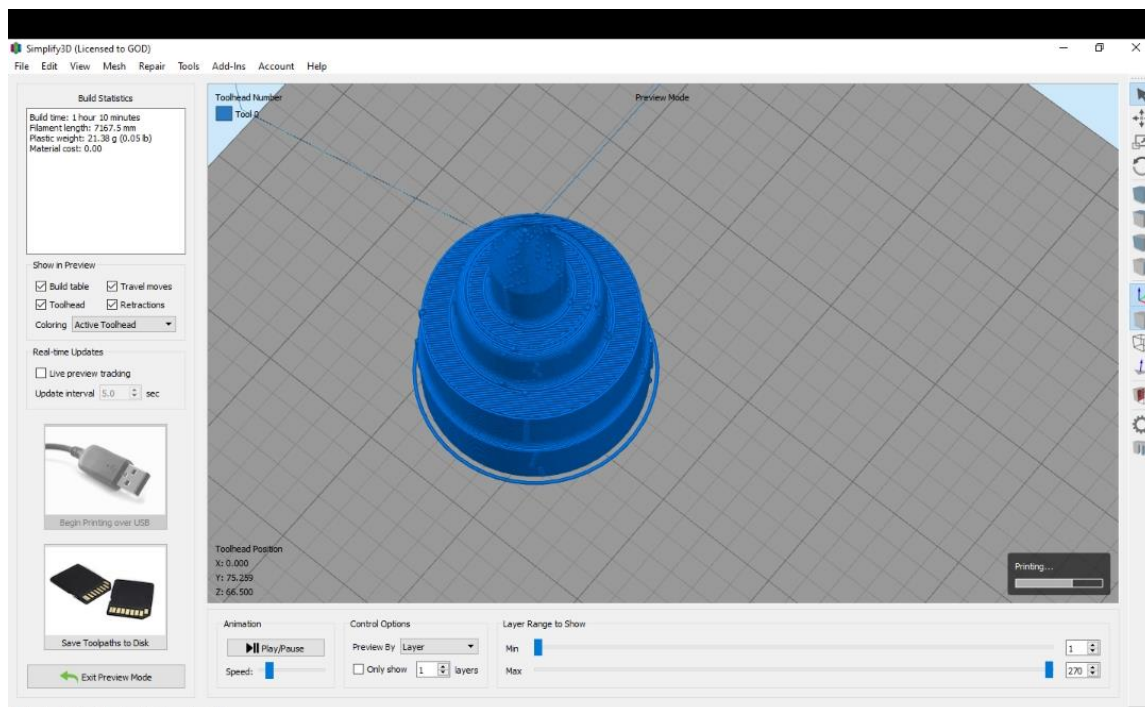 Simplify3D (Licensed to GOD)
File Edit View Mesh Repair Tools Add-Ins Account Help
Build Statistics
Build time: 1 hour 10 minutes
Filament length: 7167.5 mm
Plastic weight: 21.38 g (0.05 lb)
Material cost: 0.00
Show in Preview
Build table Travel moves
Toolhead Retractions
Coloring Active Toolhead
Real-time Updates
Live preview tracking
Update interval 5.0 sec
Begin Printing over USB
Save Toolpaths to Disk
Exit Preview Mode
Toolhead Number
Tool 0
Preview Mode
Toolhead Position
X: 0.000
Y: 75.259
Z: 66.500
Printing...
Animation
Play/Pause
Speed:
Control Options
Preview By Layer
Only show 1 layers
Layer Range to Show
Min 1
Max 270